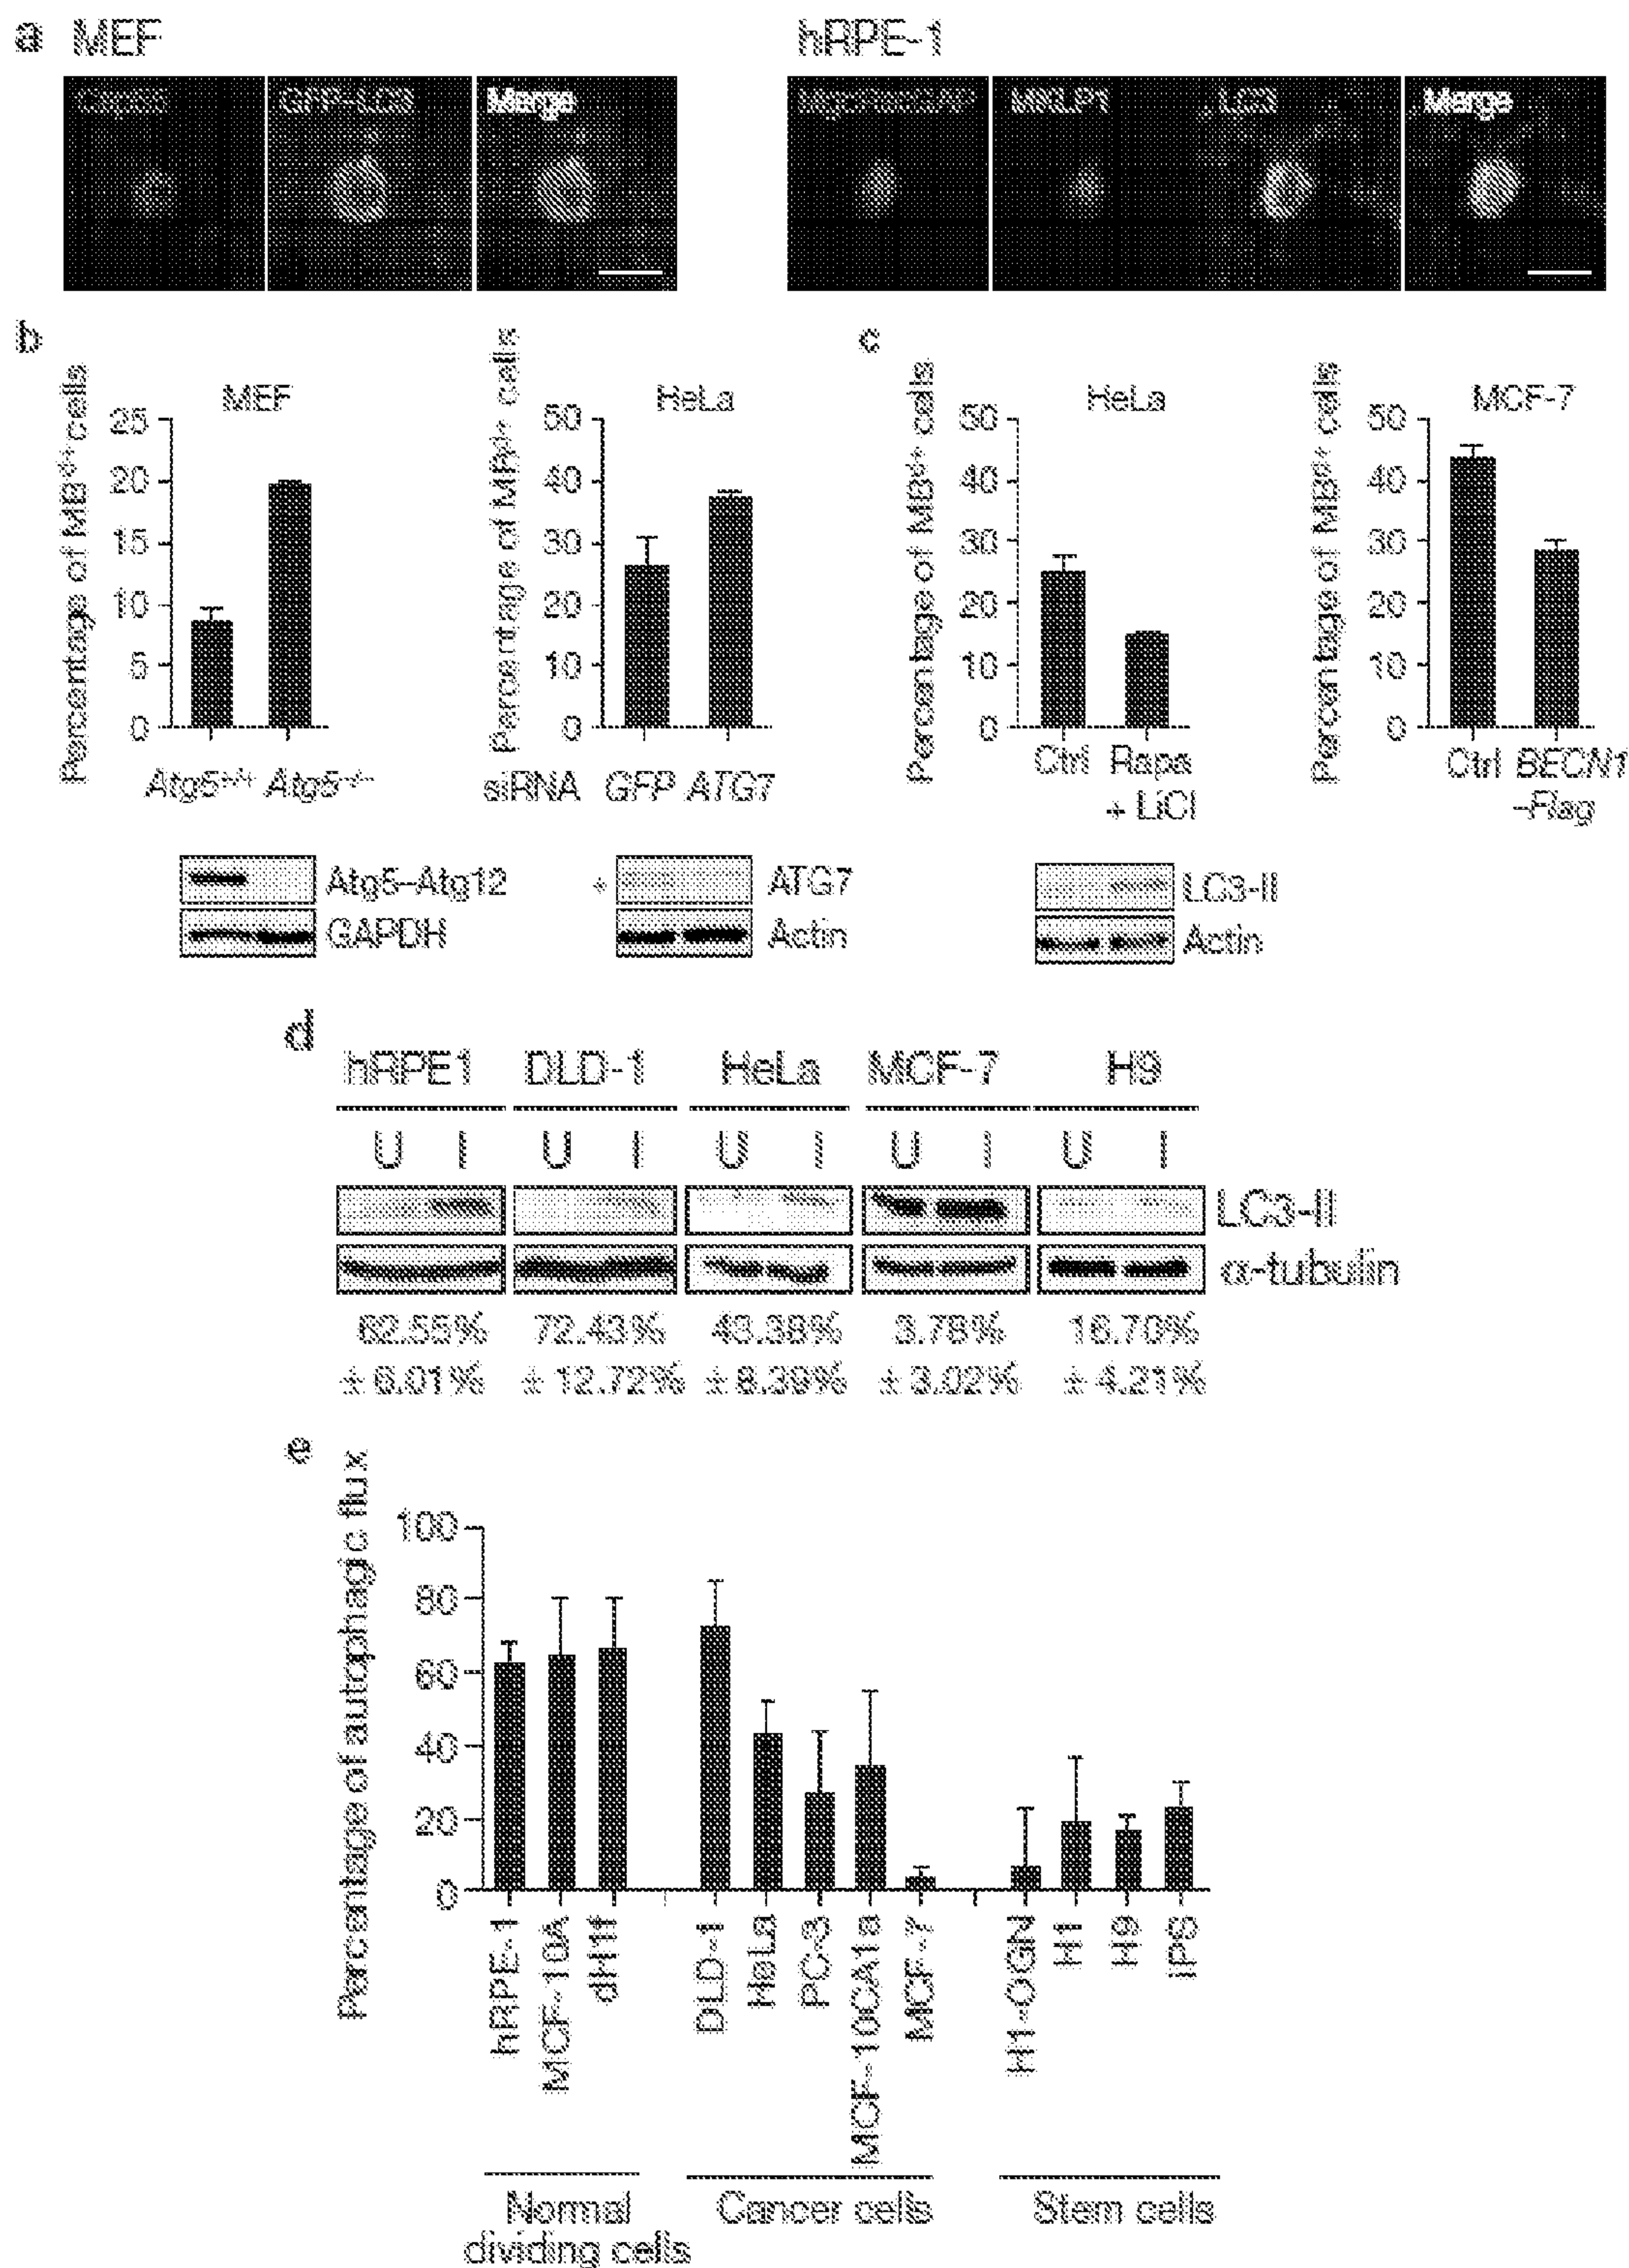 a MEF hRPE-1
GFP-LC3 Merge MKLP1 LC3 Merge
b c
MEF
Percentage of MBᵈ⁺ cells
25
20
15
10
5
0
Atg5⁺/⁺ Atg5⁻/⁻
Atg5–Atg12
GAPDH
HeLa
Percentage of MBᵈ⁺ cells
50
40
30
20
10
0
siRNA GFP ATG7
ATG7
Actin
HeLa
Percentage of MBᵈ⁺ cells
50
40
30
20
10
0
Ctrl Rapa
+ LiCl
LC3-II
Actin
MCF-7
Percentage of MBᵈ⁺ cells
50
40
30
20
10
0
Ctrl BECN1
-Flag
d
hRPE1 DLD-1 HeLa MCF-7 H9
U I U I U I U I U I
LC3-II
α-tubulin
62.55% 72.43% 43.38% 3.78% 16.70%
± 6.01% ± 12.72% ± 8.39% ± 3.02% ± 4.21%
e
Percentage of autophagic flux
100
80
60
40
20
0
hRPE-1
MCF-10A
dH1f
DLD-1
HeLa
PC-3
MCF-10CA1a
MCF-7
H1-OGN
H1
H9
iPS
Normal
dividing cells
Cancer cells
Stem cells